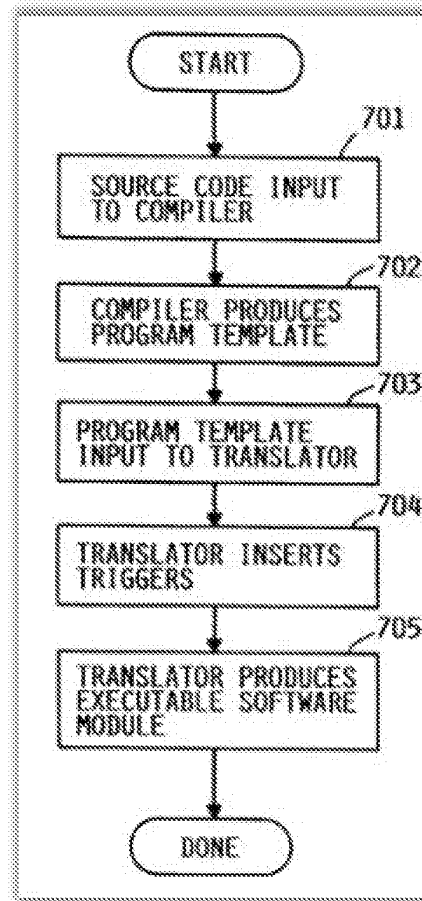 START
701
SOURCE CODE INPUT
TO COMPILER
702
COMPILER PRODUCES
PROGRAM TEMPLATE
703
PROGRAM TEMPLATE
INPUT TO TRANSLATOR
704
TRANSLATOR INSERTS
TRIGGERS
705
TRANSLATOR PRODUCES
EXECUTABLE SOFTWARE
MODULE
DONE